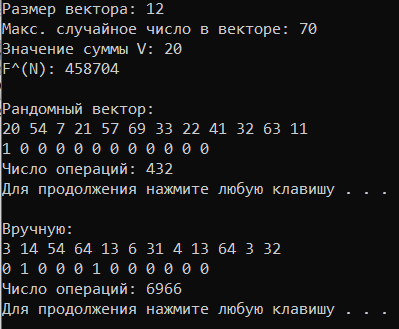 Размер вектора: 12
Макс. случайное число в векторе: 70
Значение суммы V: 20
F^(N): 458704
Рандомный вектор:
20 54 7 21 57 69 33 22 41 32 63 11
1 0 0 0 0 0 0 0 0 0 0 0
Число операций: 432
Для продолжения нажмите любую клавишу . . .
Вручную:
3 14 54 64 13 6 31 4 13 64 3 32
0 1 0 0 0 1 0 0 0 0 0 0
Число операций: 6966
Для продолжения нажмите любую клавишу . . .